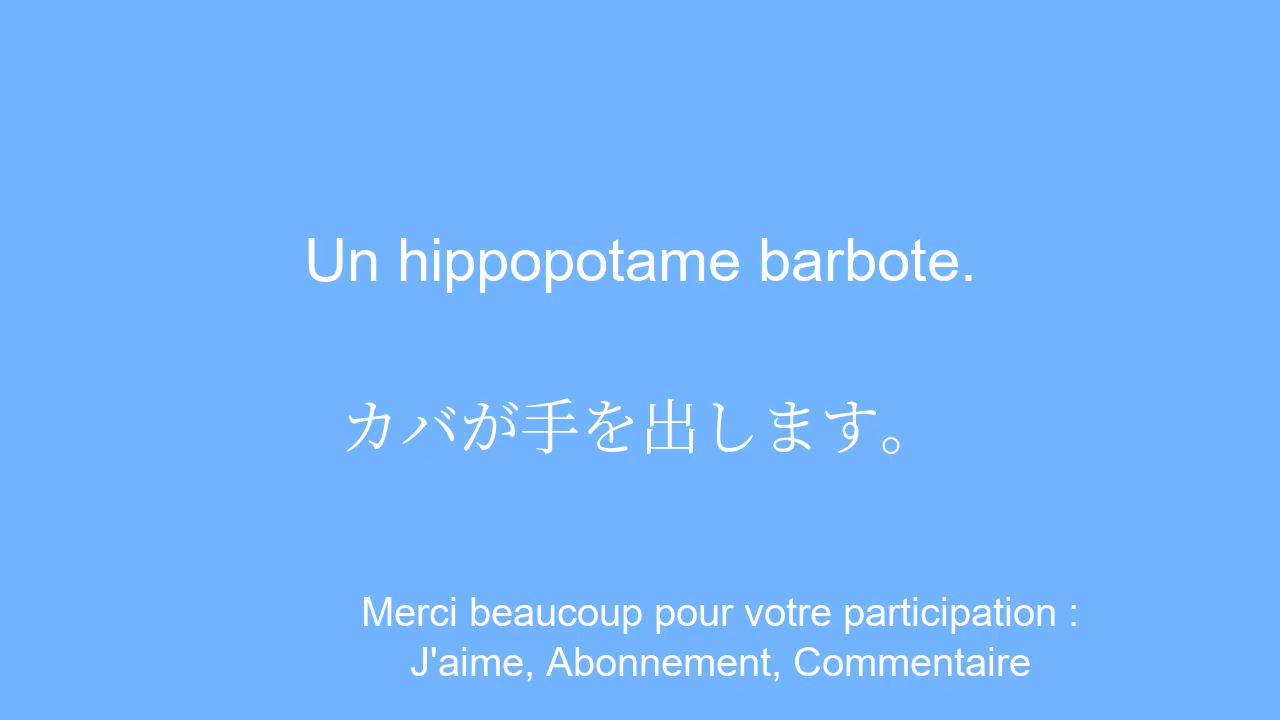 Un hippopotame barbote.
カバが手を出します。
Merci beaucoup pour votre participation :
J'aime, Abonnement, Commentaire